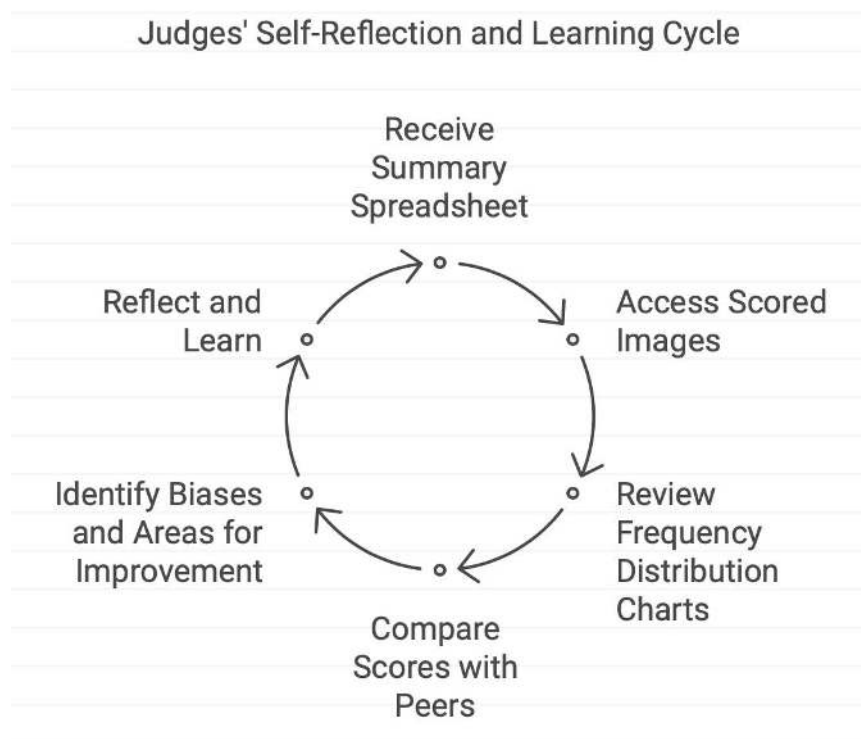 Judges' Self-Reflection and Learning Cycle
Receive
Summary
Spreadsheet
Access Scored
Images
Review
Frequency
Distribution
Charts
Compare
Scores with
Peers
Identify Biases
and Areas for
Improvement
Reflect and
Learn